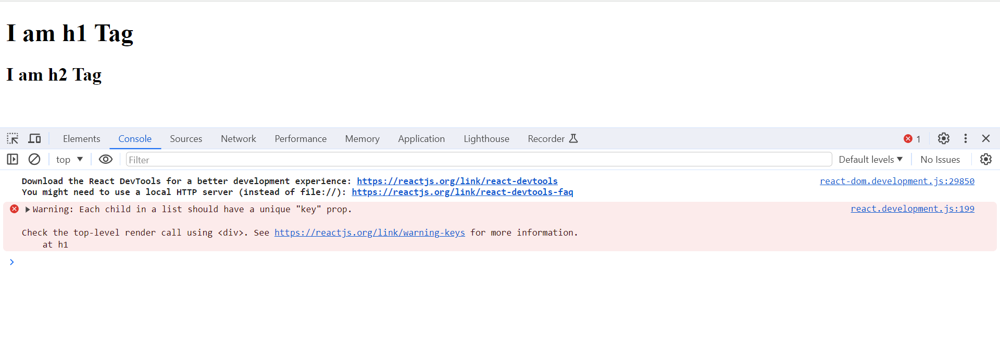 I am h1 Tag
I am h2 Tag
Elements Console Sources Network Performance Memory Application Lighthouse Recorder 1
top Filter Default levels No Issues
Download the React DevTools for a better development experience: https://reactjs.org/link/react-devtools react-dom.development.js:29850
You might need to use a local HTTP server (instead of file://): https://reactjs.org/link/react-devtools-faq
Warning: Each child in a list should have a unique "key" prop. react.development.js:199
Check the top-level render call using <div>. See https://reactjs.org/link/warning-keys for more information.
at h1